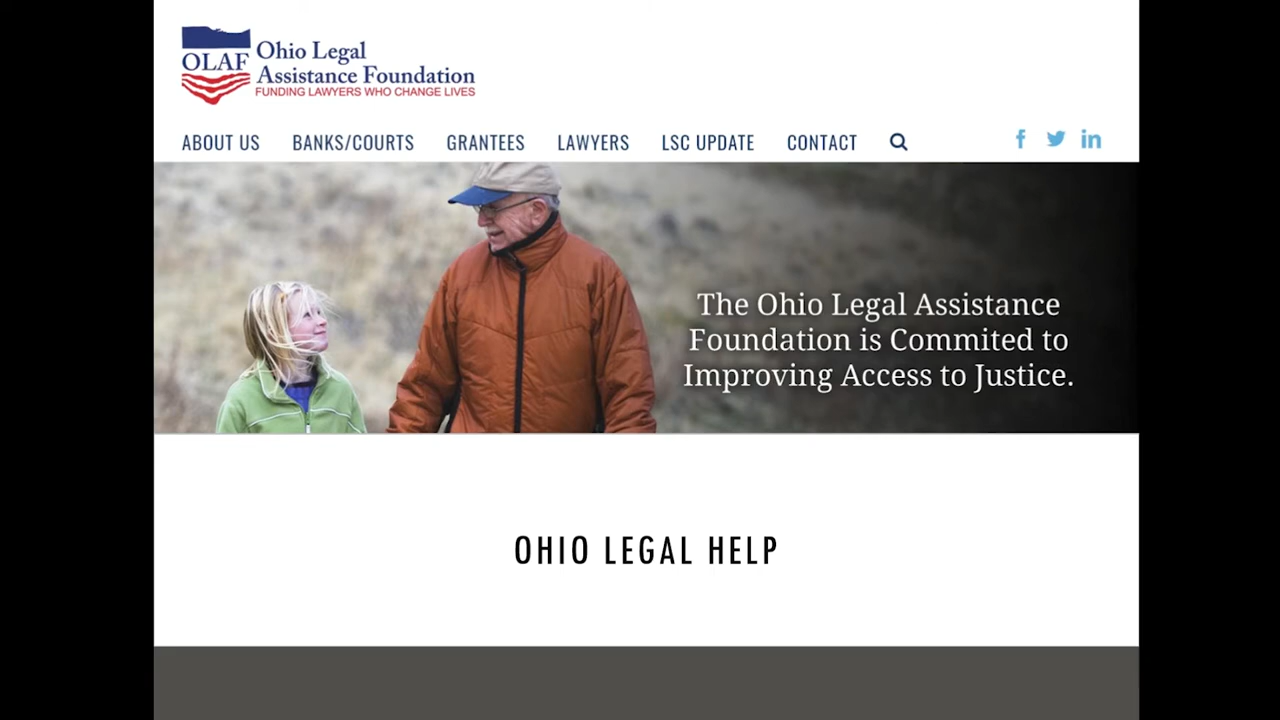 OLAF
Ohio Legal
Assistance Foundation
FUNDING LAWYERS WHO CHANGE LIVES
ABOUT US BANKS/COURTS GRANTEES LAWYERS LSC UPDATE CONTACT
The Ohio Legal Assistance
Foundation is Commited to
Improving Access to Justice.
OHIO LEGAL HELP